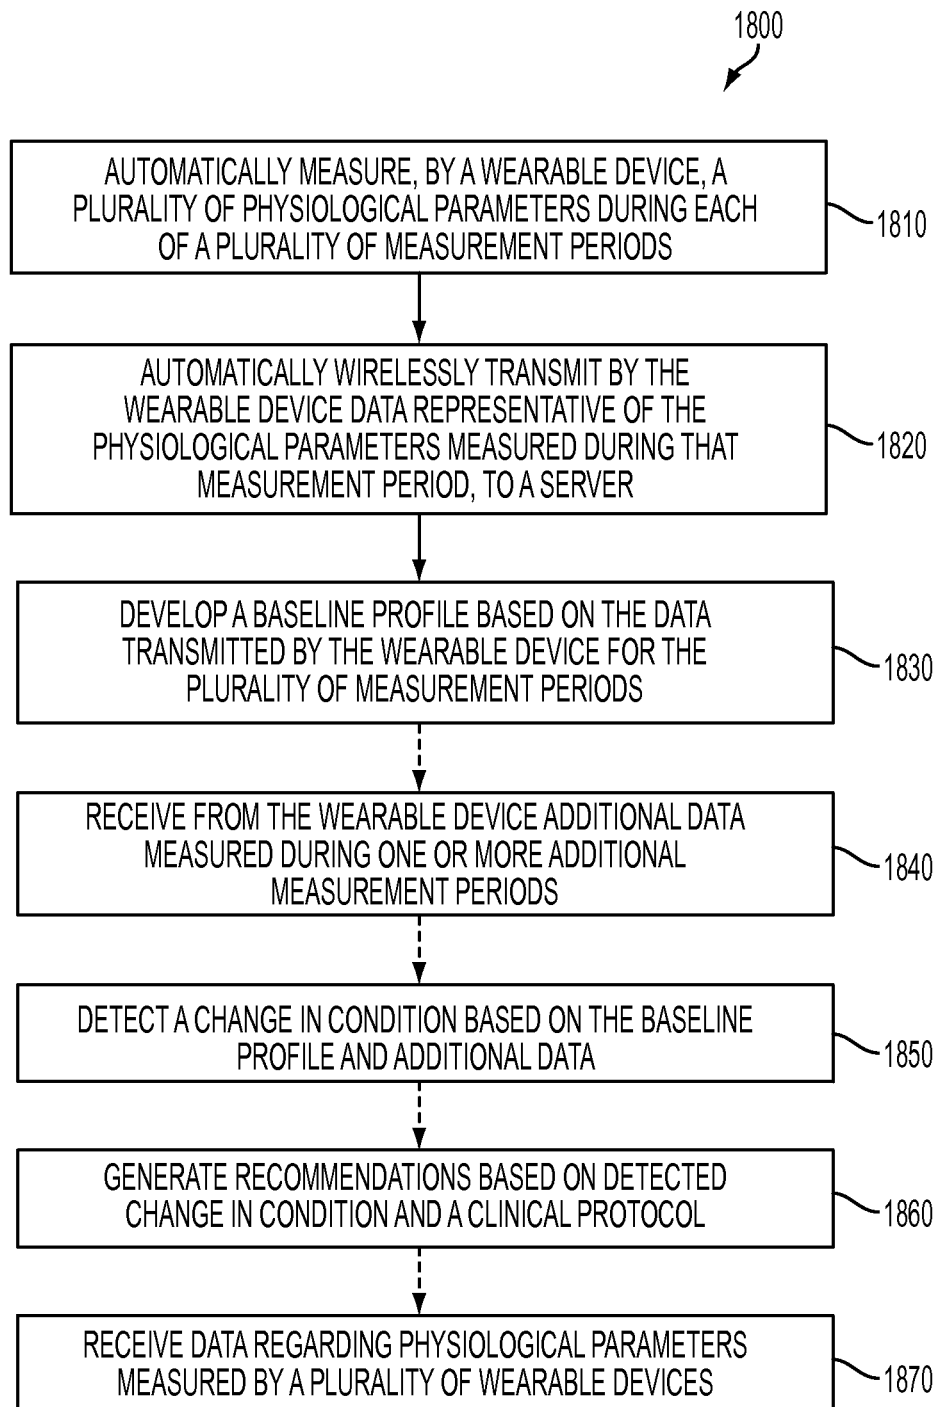 1800
AUTOMATICALLY MEASURE, BY A WEARABLE DEVICE, A
PLURALITY OF PHYSIOLOGICAL PARAMETERS DURING EACH
OF A PLURALITY OF MEASUREMENT PERIODS
1810
AUTOMATICALLY WIRELESSLY TRANSMIT BY THE
WEARABLE DEVICE DATA REPRESENTATIVE OF THE
PHYSIOLOGICAL PARAMETERS MEASURED DURING THAT
MEASUREMENT PERIOD, TO A SERVER
1820
DEVELOP A BASELINE PROFILE BASED ON THE DATA
TRANSMITTED BY THE WEARABLE DEVICE FOR THE
PLURALITY OF MEASUREMENT PERIODS
1830
RECEIVE FROM THE WEARABLE DEVICE ADDITIONAL DATA
MEASURED DURING ONE OR MORE ADDITIONAL
MEASUREMENT PERIODS
1840
DETECT A CHANGE IN CONDITION BASED ON THE BASELINE
PROFILE AND ADDITIONAL DATA
1850
GENERATE RECOMMENDATIONS BASED ON DETECTED
CHANGE IN CONDITION AND A CLINICAL PROTOCOL
1860
RECEIVE DATA REGARDING PHYSIOLOGICAL PARAMETERS
MEASURED BY A PLURALITY OF WEARABLE DEVICES
1870